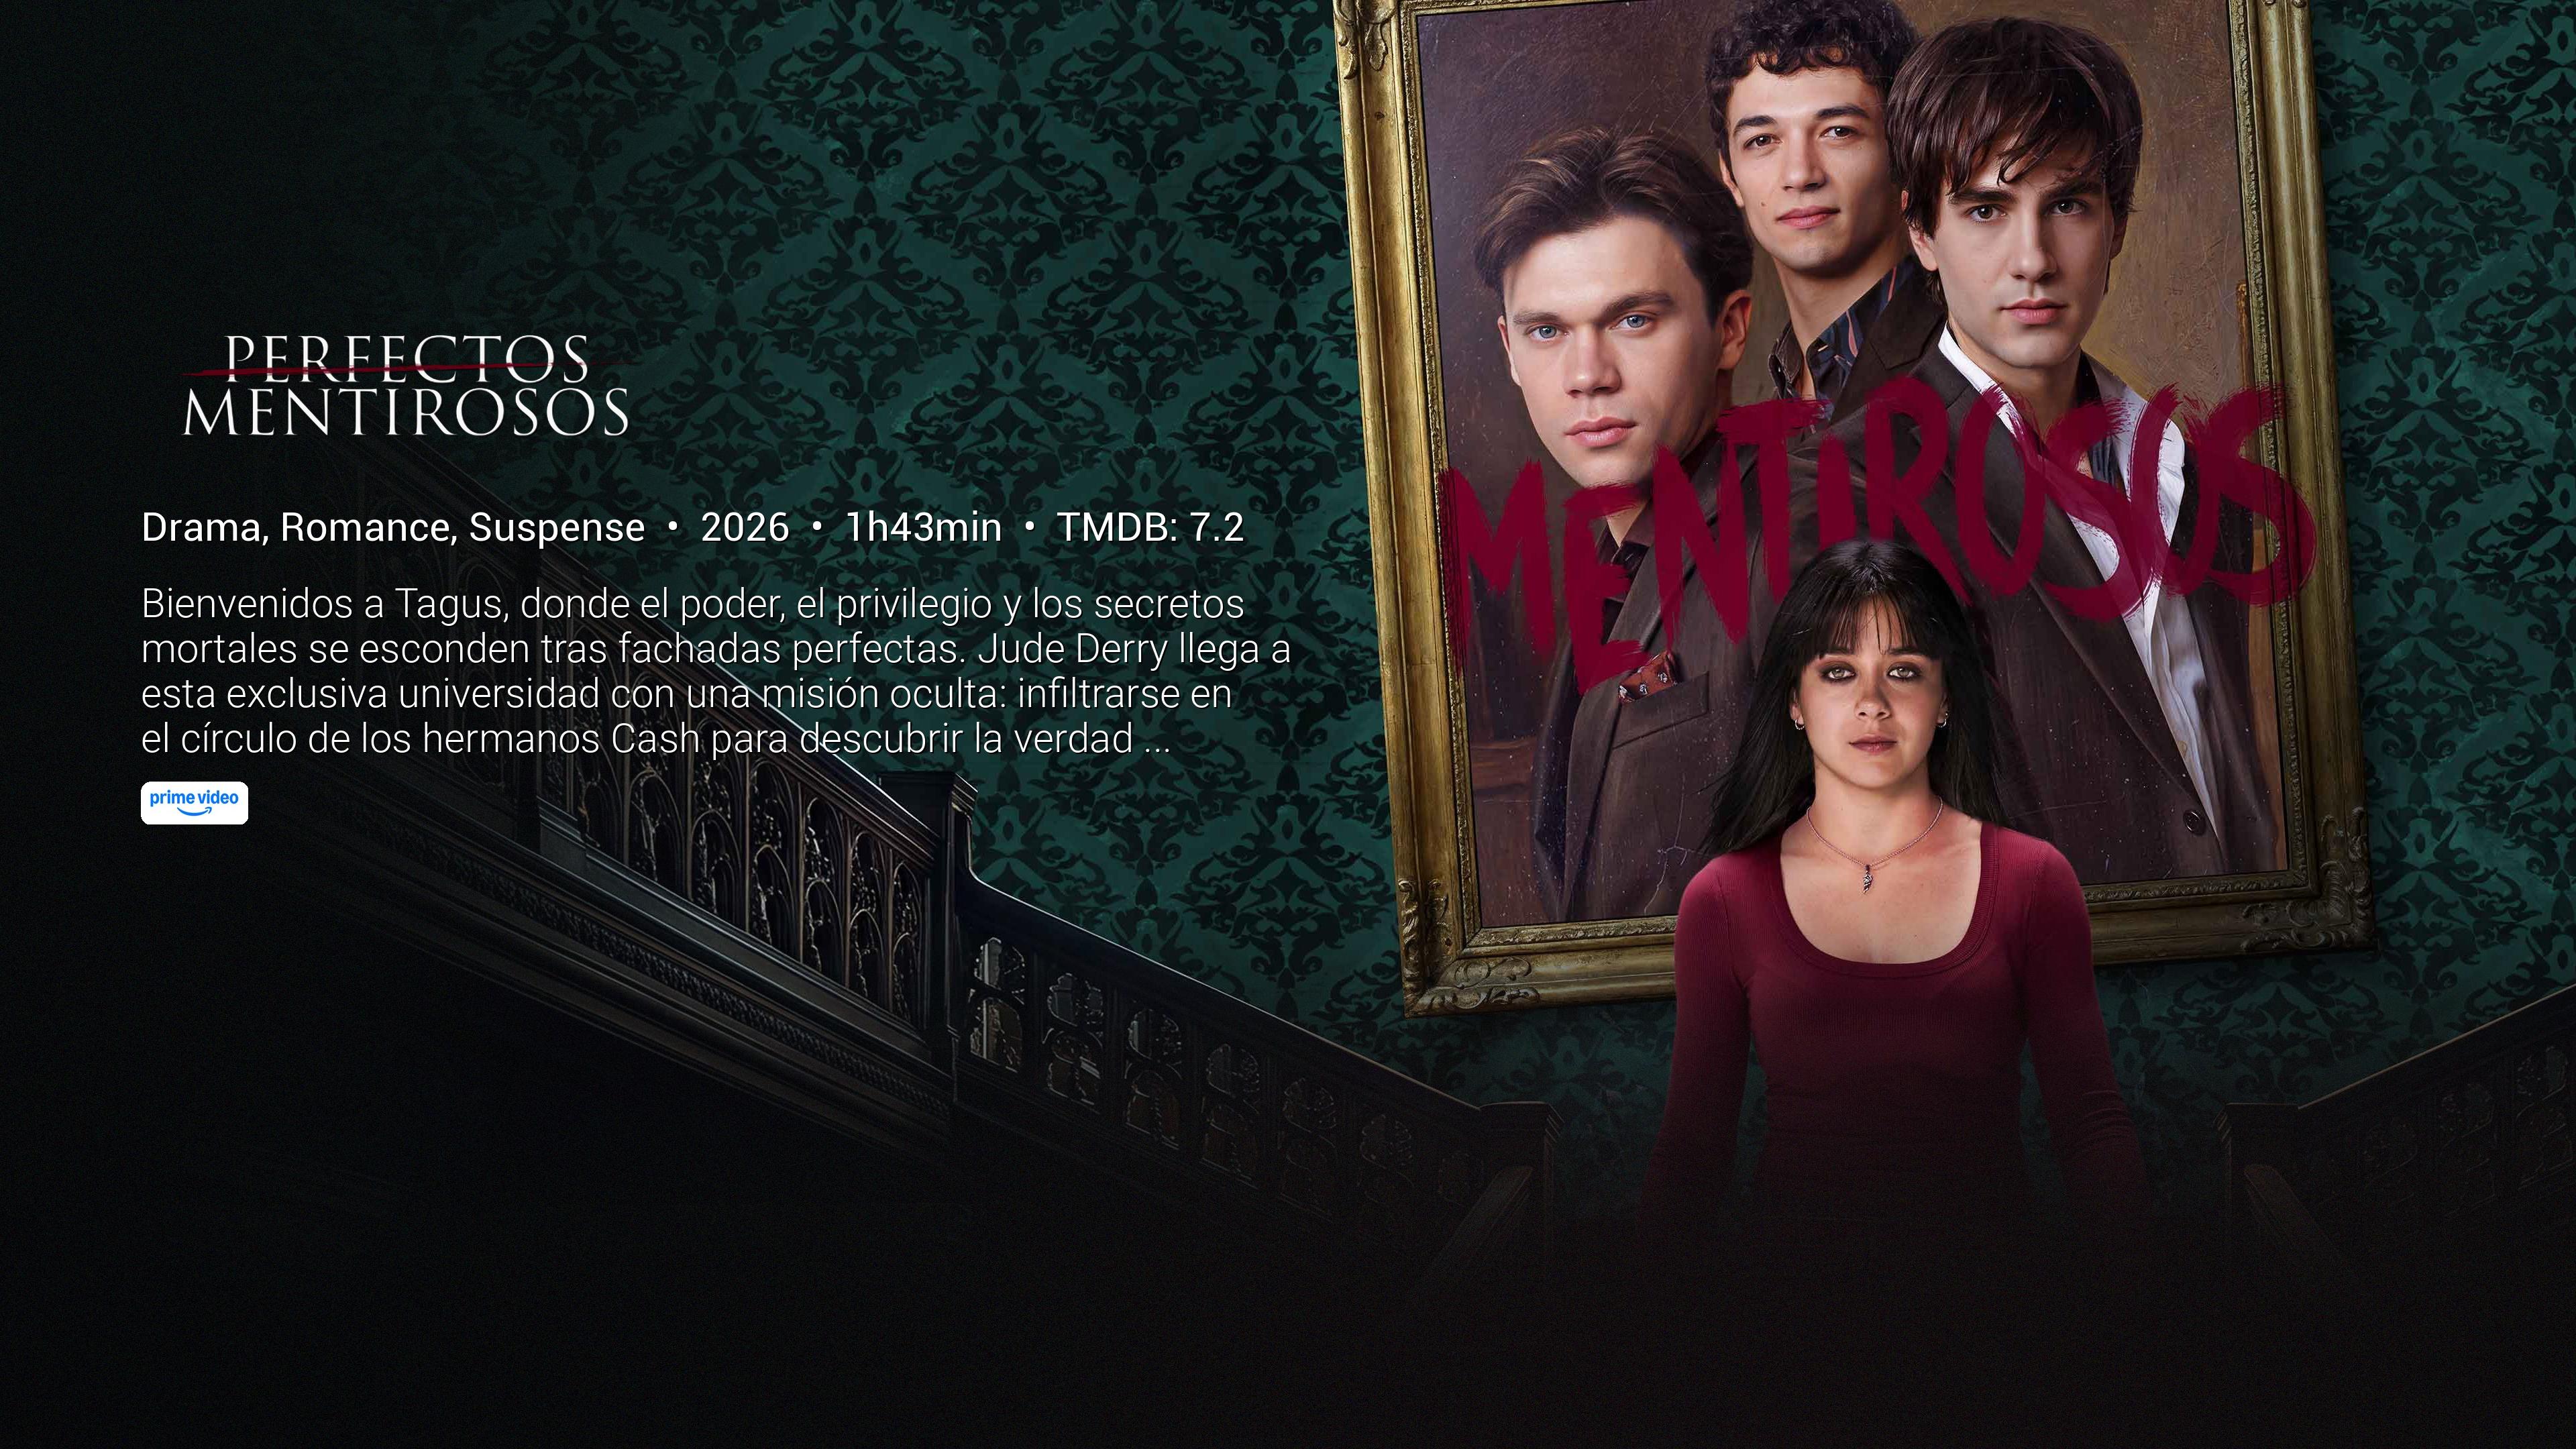 PERFECTOS
MENTIROSOS
Drama, Romance, Suspense • 2026 • 1h43min • TMDB: 7.2
Bienvenidos a Tagus, donde el poder, el privilegio y los secretos
mortales se esconden tras fachadas perfectas. Jude Derry llega a
esta exclusiva universidad con una misión oculta: infiltrarse en
el círculo de los hermanos Cash para descubrir la verdad ...
prime video
MENTIROSOS